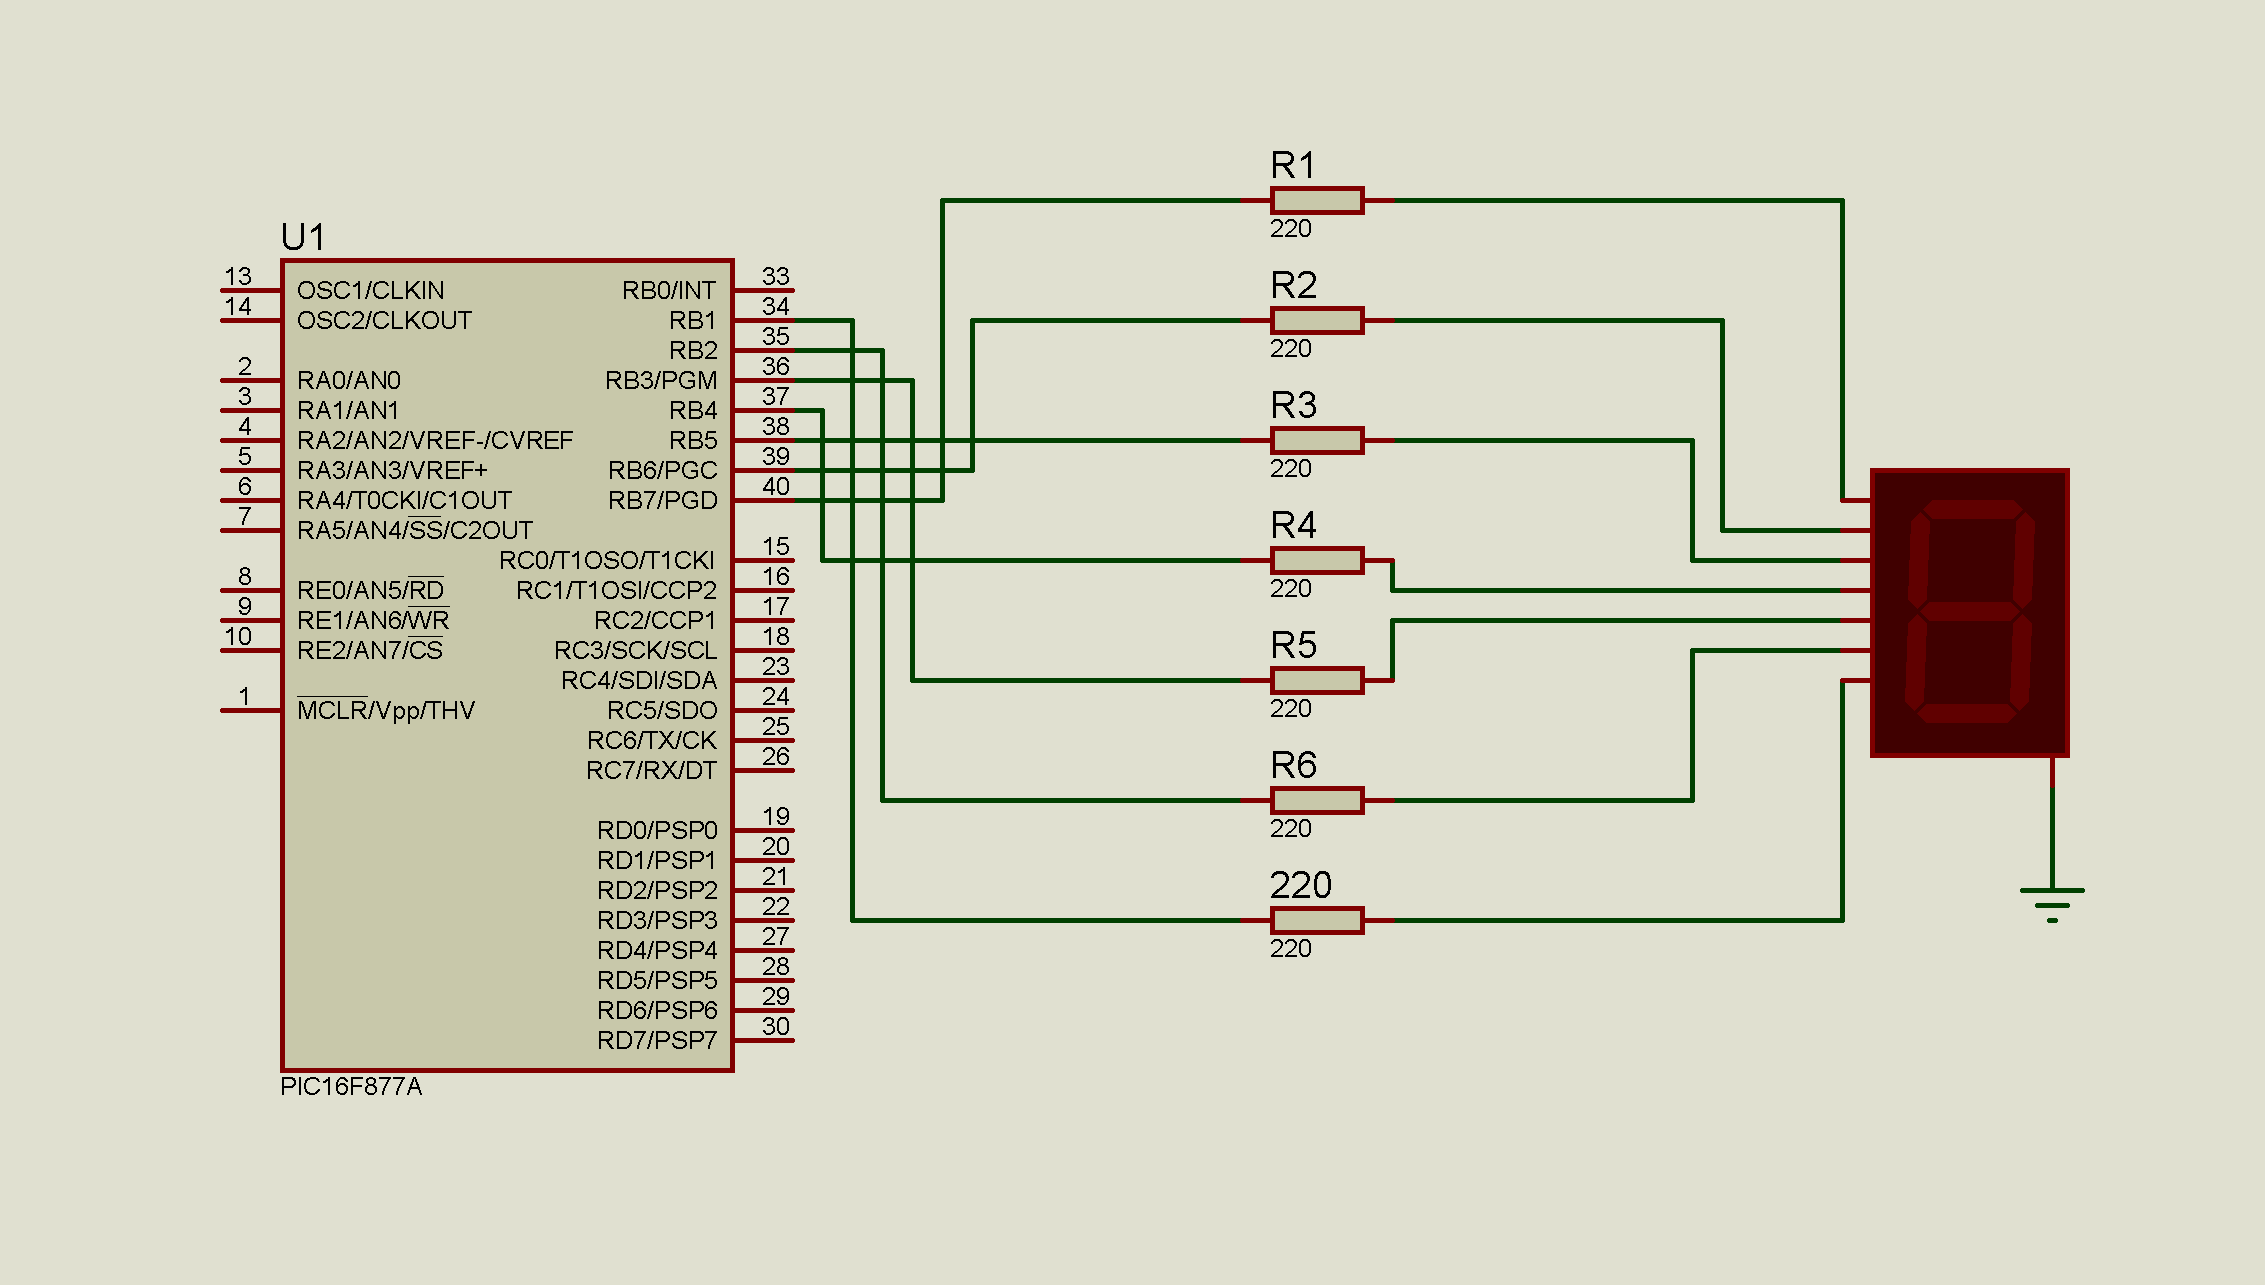 U1
13 OSC1/CLKIN
14 OSC2/CLKOUT
2 RA0/AN0
3 RA1/AN1
4 RA2/AN2/VREF-/CVREF
5 RA3/AN3/VREF+
6 RA4/T0CKI/C1OUT
7 RA5/AN4/SS/C2OUT
8 RE0/AN5/RD
9 RE1/AN6/WR
10 RE2/AN7/CS
1 MCLR/Vpp/THV
RB0/INT 33
RB1 34
RB2 35
RB3/PGM 36
RB4 37
RB5 38
RB6/PGC 39
RB7/PGD 40
RC0/T1OSO/T1CKI 15
RC1/T1OSI/CCP2 16
RC2/CCP1 17
RC3/SCK/SCL 18
RC4/SDI/SDA 23
RC5/SDO 24
RC6/TX/CK 25
RC7/RX/DT 26
RD0/PSP0 19
RD1/PSP1 20
RD2/PSP2 21
RD3/PSP3 22
RD4/PSP4 27
RD5/PSP5 28
RD6/PSP6 29
RD7/PSP7 30
PIC16F877A
R1
220
R2
220
R3
220
R4
220
R5
220
R6
220
220
220